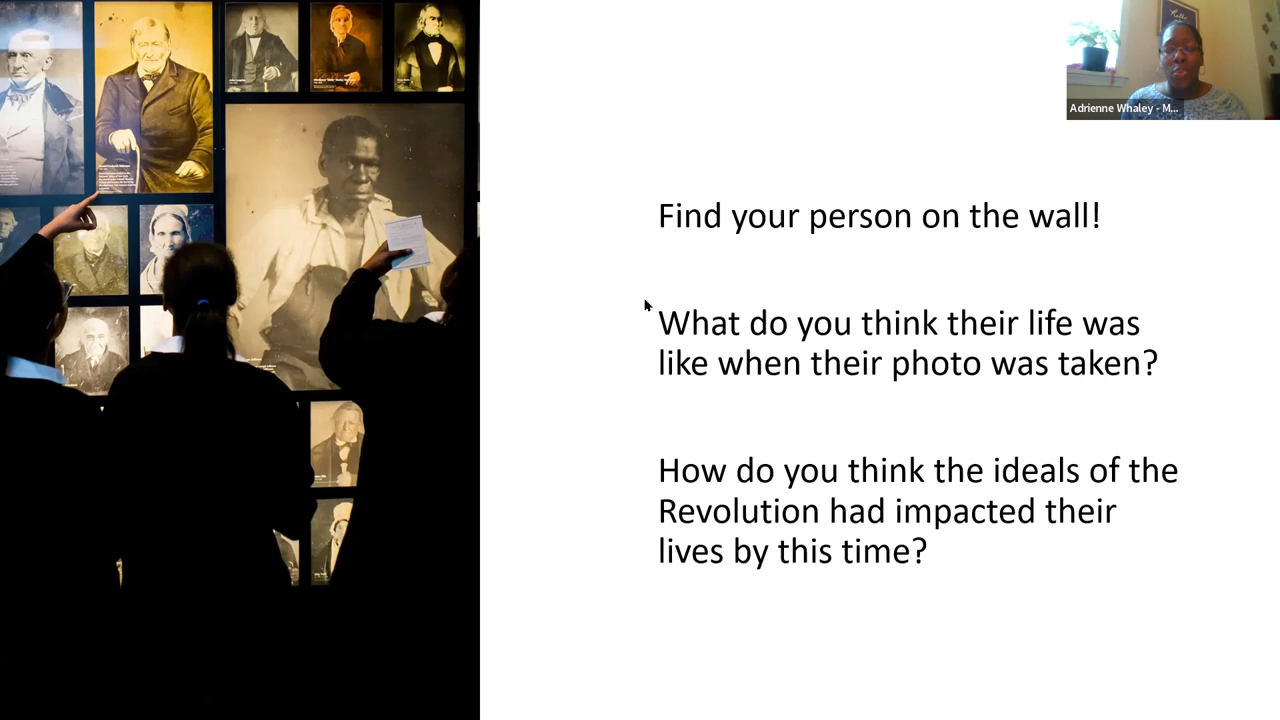 Adrienne Whaley - M...
Find your person on the wall!
What do you think their life was
like when their photo was taken?
How do you think the ideals of the
Revolution had impacted their
lives by this time?